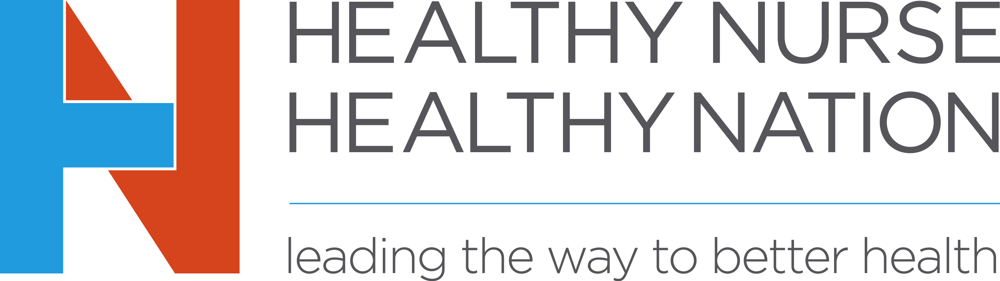 HEALTHY NURSE
HEALTHY NATION
leading the way to better health